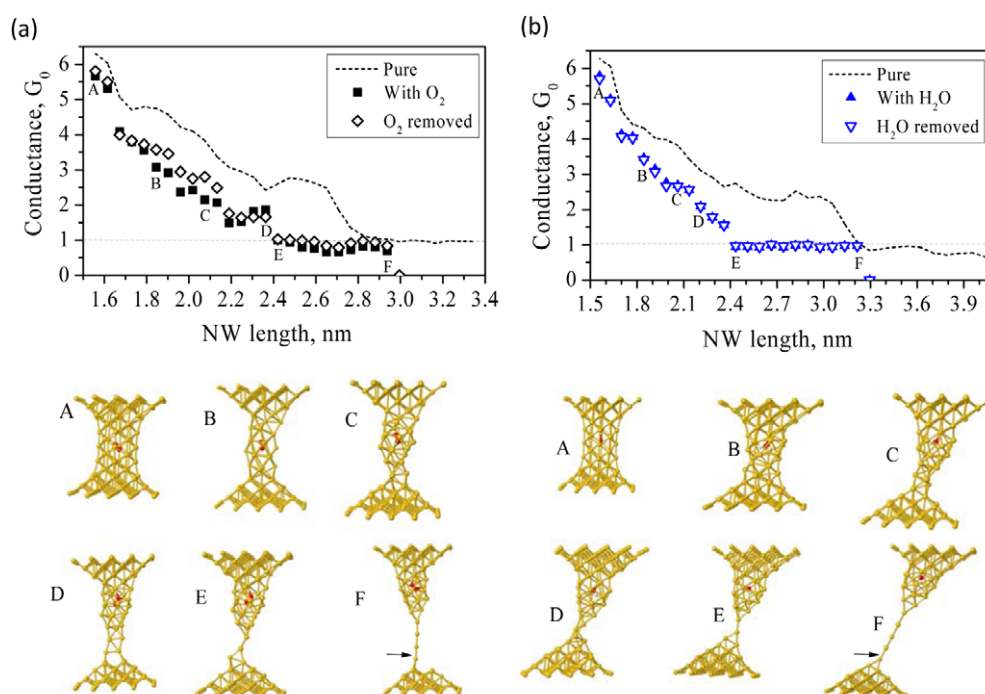 (a)
Conductance, G0
6
5
4
3
2
1
0
Pure
With O2
O2 removed
A
B
C
D
E
F
1.6 1.8 2.0 2.2 2.4 2.6 2.8 3.0 3.2 3.4
NW length, nm
(b)
Conductance, G0
6
5
4
3
2
1
0
Pure
With H2O
H2O removed
A
B
C
D
E
F
1.5 1.8 2.1 2.4 2.7 3.0 3.3 3.6 3.9
NW length, nm
A B C
D E F
A B C
D E F